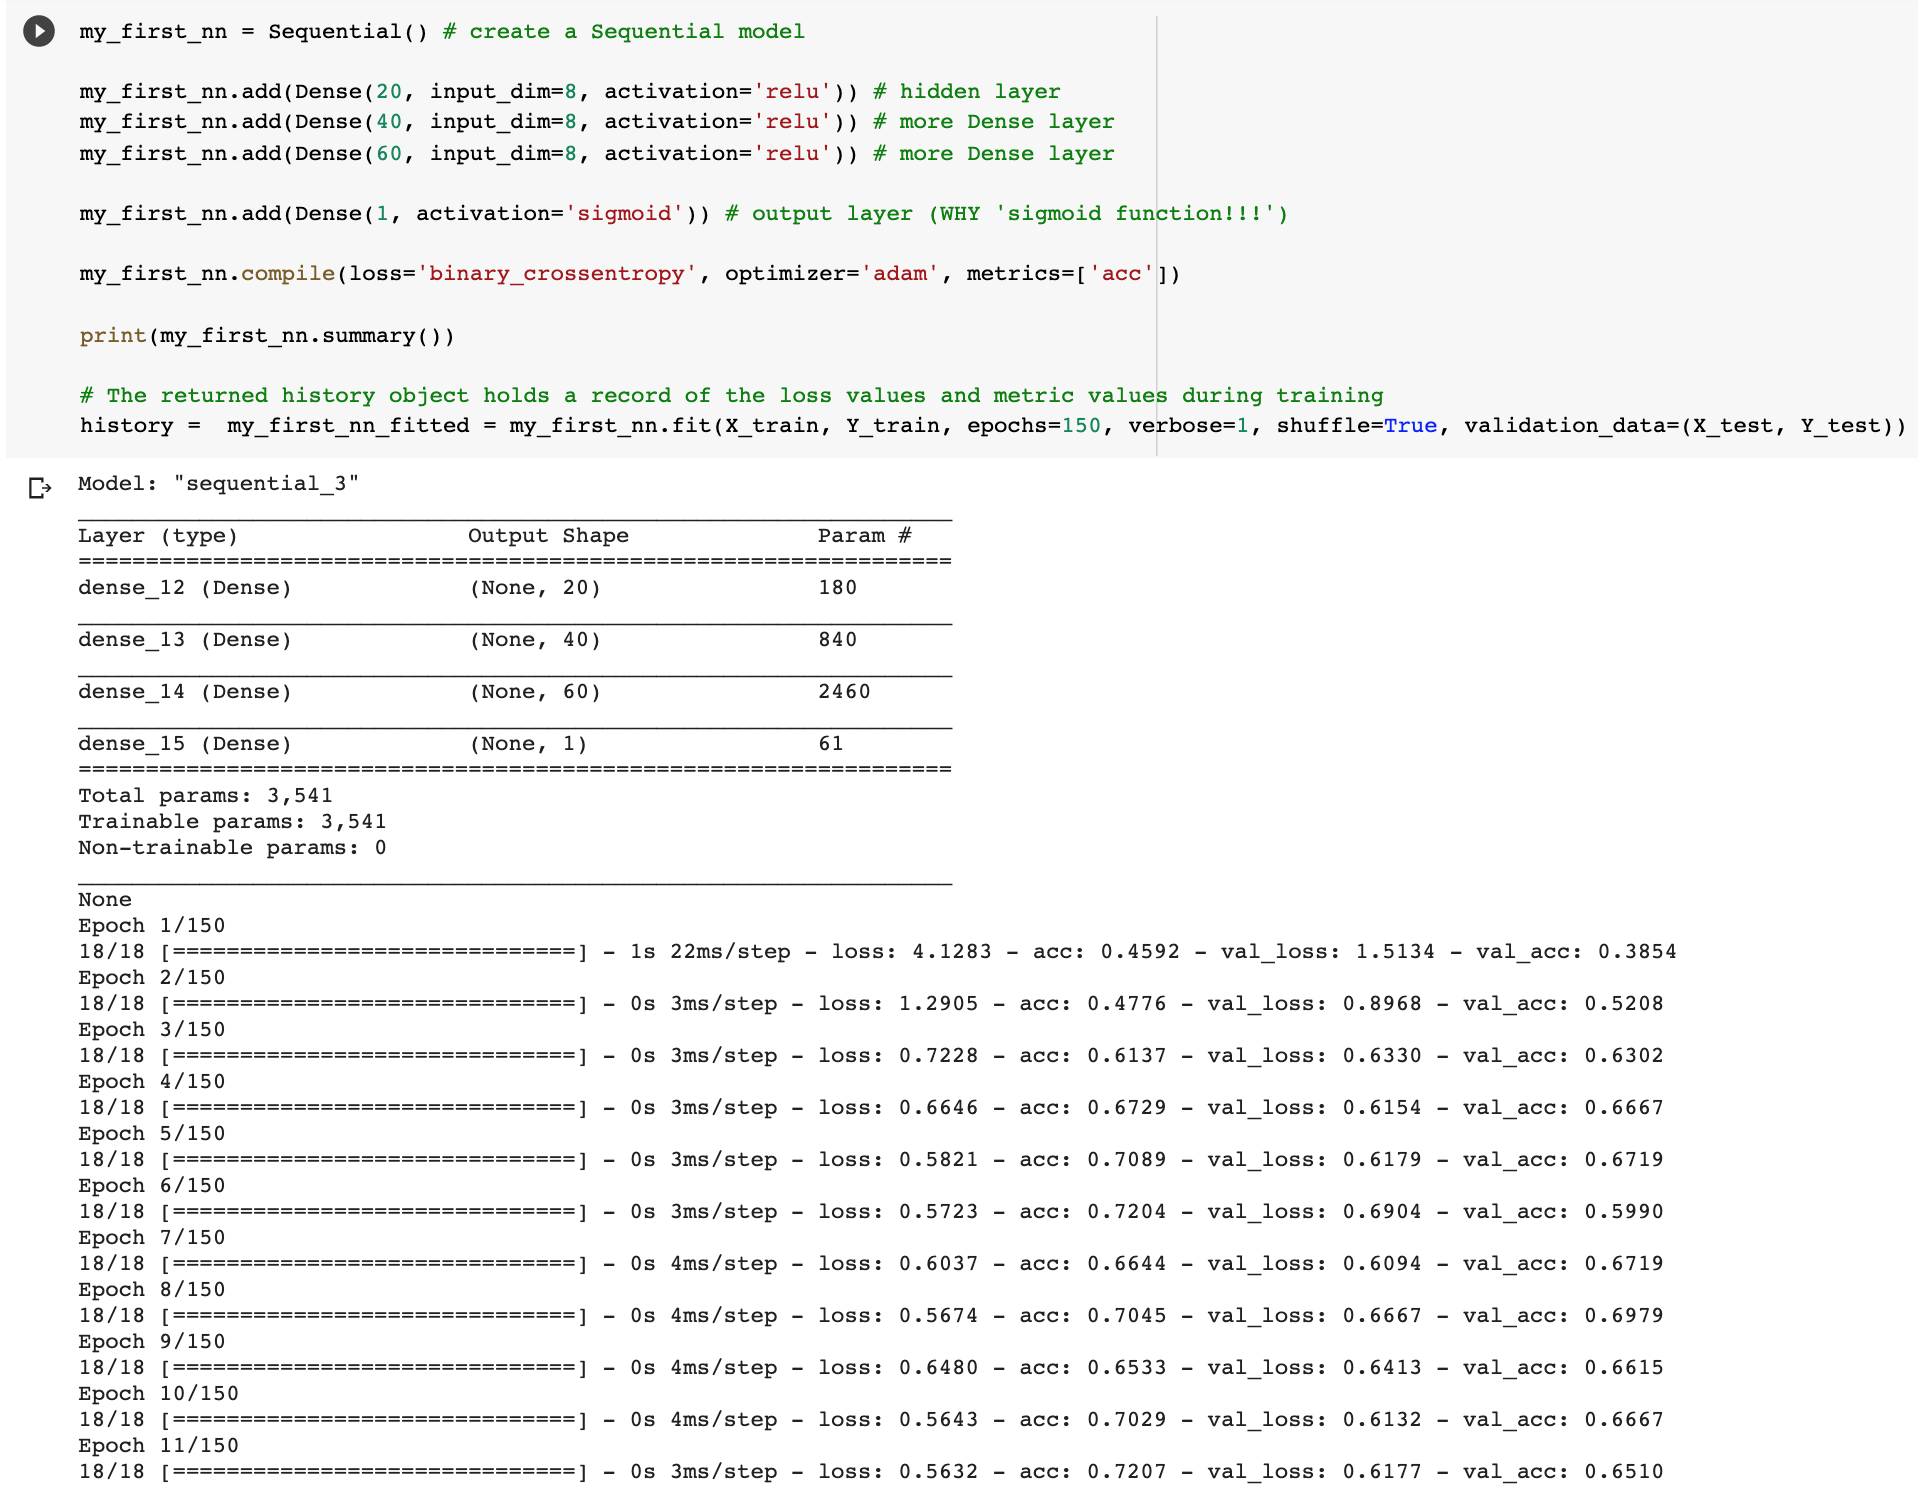 my_first_nn = Sequential() # create a Sequential model
my_first_nn.add(Dense(20, input_dim=8, activation='relu')) # hidden layer
my_first_nn.add(Dense(40, input_dim=8, activation='relu')) # more Dense layer
my_first_nn.add(Dense(60, input_dim=8, activation='relu')) # more Dense layer
my_first_nn.add(Dense(1, activation='sigmoid')) # output layer (WHY 'sigmoid function!!!')
my_first_nn.compile(loss='binary_crossentropy', optimizer='adam', metrics=['acc'])
print(my_first_nn.summary())
# The returned history object holds a record of the loss values and metric values during training
history =  my_first_nn_fitted = my_first_nn.fit(X_train, Y_train, epochs=150, verbose=1, shuffle=True, validation_data=(X_test, Y_test))
Model: "sequential_3"
_________________________________________________________________
Layer (type)                 Output Shape              Param #
=================================================================
dense_12 (Dense)             (None, 20)                180
_________________________________________________________________
dense_13 (Dense)             (None, 40)                840
_________________________________________________________________
dense_14 (Dense)             (None, 60)                2460
_________________________________________________________________
dense_15 (Dense)             (None, 1)                 61
=================================================================
Total params: 3,541
Trainable params: 3,541
Non-trainable params: 0
_________________________________________________________________
None
Epoch 1/150
18/18 [==============================] - 1s 22ms/step - loss: 4.1283 - acc: 0.4592 - val_loss: 1.5134 - val_acc: 0.3854
Epoch 2/150
18/18 [==============================] - 0s 3ms/step - loss: 1.2905 - acc: 0.4776 - val_loss: 0.8968 - val_acc: 0.5208
Epoch 3/150
18/18 [==============================] - 0s 3ms/step - loss: 0.7228 - acc: 0.6137 - val_loss: 0.6330 - val_acc: 0.6302
Epoch 4/150
18/18 [==============================] - 0s 3ms/step - loss: 0.6646 - acc: 0.6729 - val_loss: 0.6154 - val_acc: 0.6667
Epoch 5/150
18/18 [==============================] - 0s 3ms/step - loss: 0.5821 - acc: 0.7089 - val_loss: 0.6179 - val_acc: 0.6719
Epoch 6/150
18/18 [==============================] - 0s 3ms/step - loss: 0.5723 - acc: 0.7204 - val_loss: 0.6904 - val_acc: 0.5990
Epoch 7/150
18/18 [==============================] - 0s 4ms/step - loss: 0.6037 - acc: 0.6644 - val_loss: 0.6094 - val_acc: 0.6719
Epoch 8/150
18/18 [==============================] - 0s 4ms/step - loss: 0.5674 - acc: 0.7045 - val_loss: 0.6667 - val_acc: 0.6979
Epoch 9/150
18/18 [==============================] - 0s 4ms/step - loss: 0.6480 - acc: 0.6533 - val_loss: 0.6413 - val_acc: 0.6615
Epoch 10/150
18/18 [==============================] - 0s 4ms/step - loss: 0.5643 - acc: 0.7029 - val_loss: 0.6132 - val_acc: 0.6667
Epoch 11/150
18/18 [==============================] - 0s 3ms/step - loss: 0.5632 - acc: 0.7207 - val_loss: 0.6177 - val_acc: 0.6510